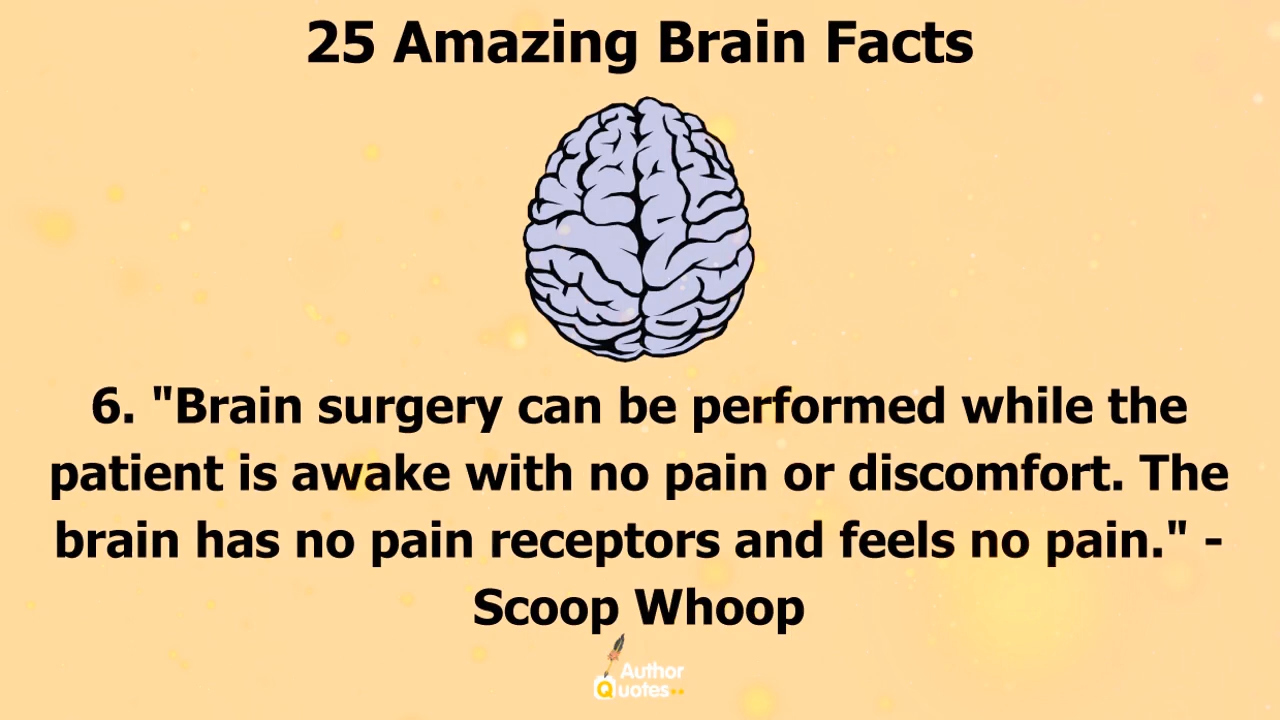 25 Amazing Brain Facts
6. "Brain surgery can be performed while the
patient is awake with no pain or discomfort. The
brain has no pain receptors and feels no pain." -
Scoop Whoop
Author
Quotes